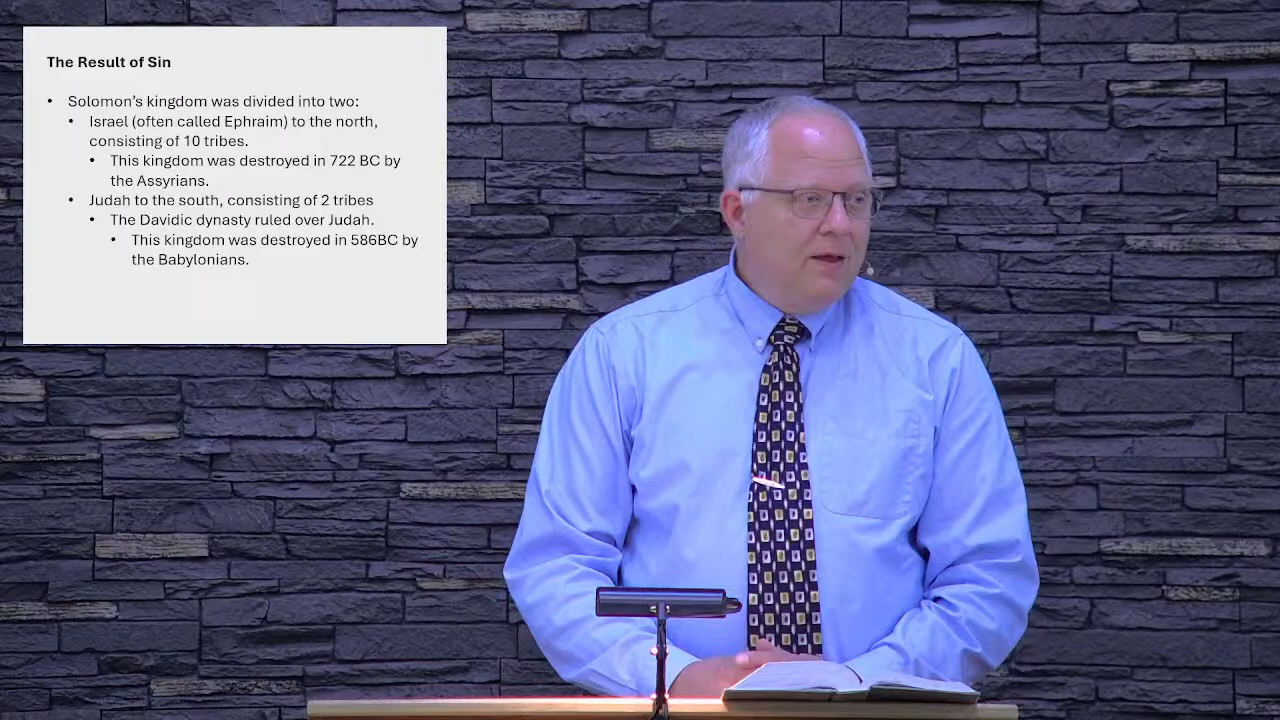 The Result of Sin
• Solomon’s kingdom was divided into two:
• Israel (often called Ephraim) to the north,
consisting of 10 tribes.
• This kingdom was destroyed in 722 BC by
the Assyrians.
• Judah to the south, consisting of 2 tribes
• The Davidic dynasty ruled over Judah.
• This kingdom was destroyed in 586BC by
the Babylonians.